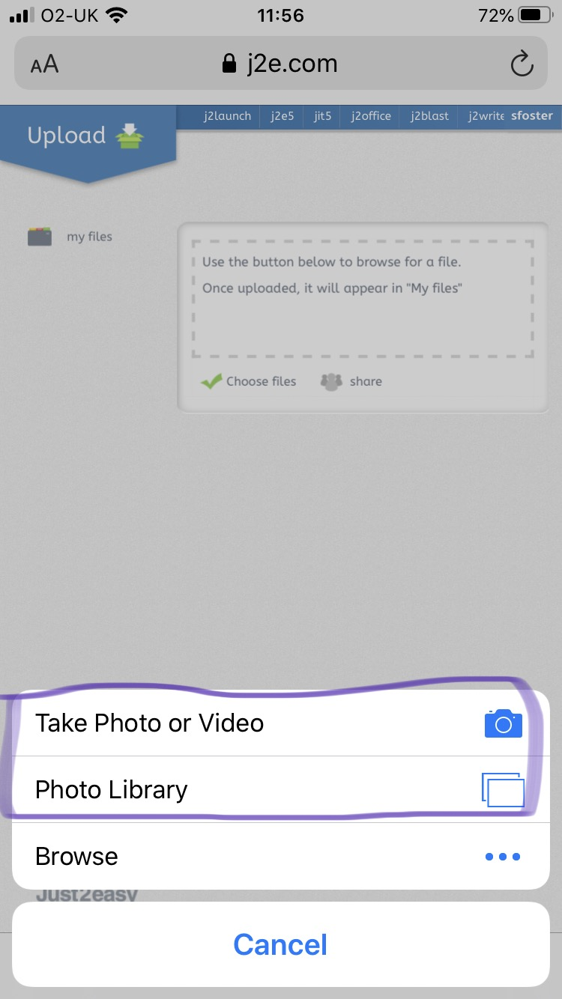 O2-UK 11:56 72%
AA j2e.com
j2launch j2e5 jit5 j2office j2blast j2write sfoster
Upload
my files
Use the button below to browse for a file.
Once uploaded, it will appear in "My files"
Choose files share
Take Photo or Video
Photo Library
Browse
Just2easy
Cancel